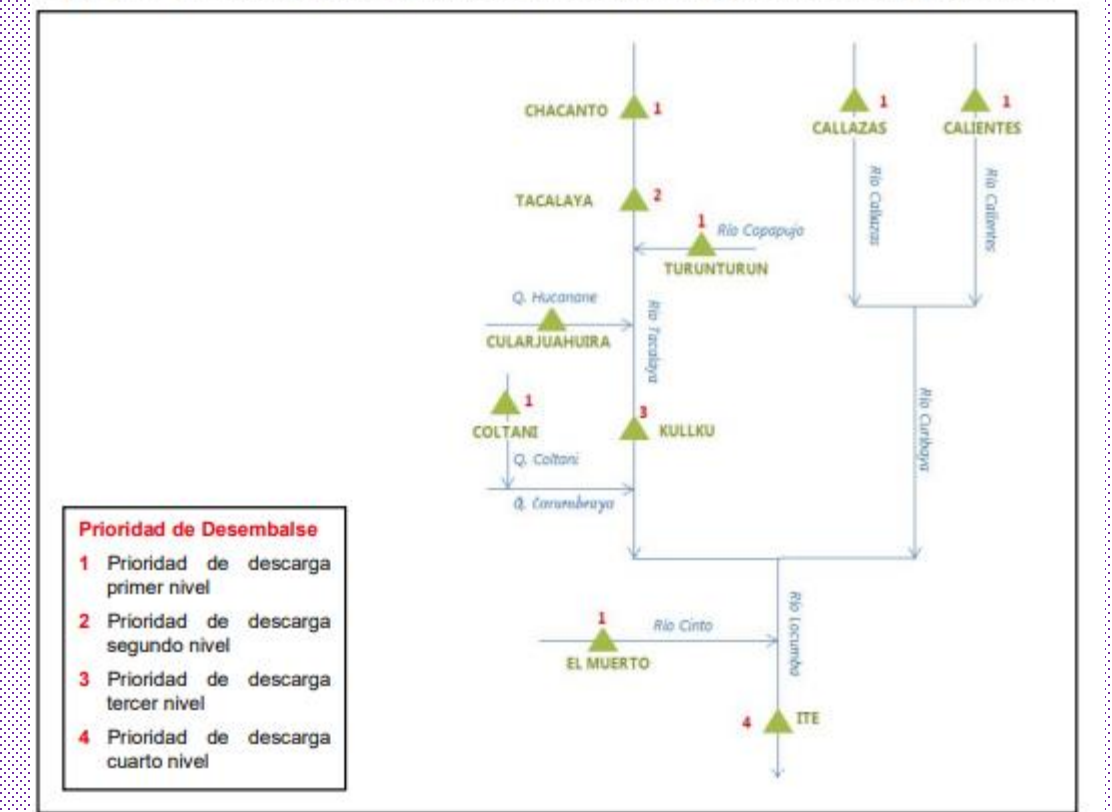 CHACANTO 1
CALLAZAS 1
CALIENTES 1
TACALAYA 2
Río Callazas
Río Calientes
1 Río Copapujo
TURUNTURUN
Q. Hucanane
CULARJUAHUIRA
Río Tacalaya
COLTANI 1
3 KULLKU
Río Curibaya
Q. Coltani
Q. Carumbraya
Prioridad de Desembalse
1 Prioridad de descarga
primer nivel
2 Prioridad de descarga
segundo nivel
3 Prioridad de descarga
tercer nivel
4 Prioridad de descarga
cuarto nivel
1 Río Cinto
EL MUERTO
Río Locumba
4 ITE